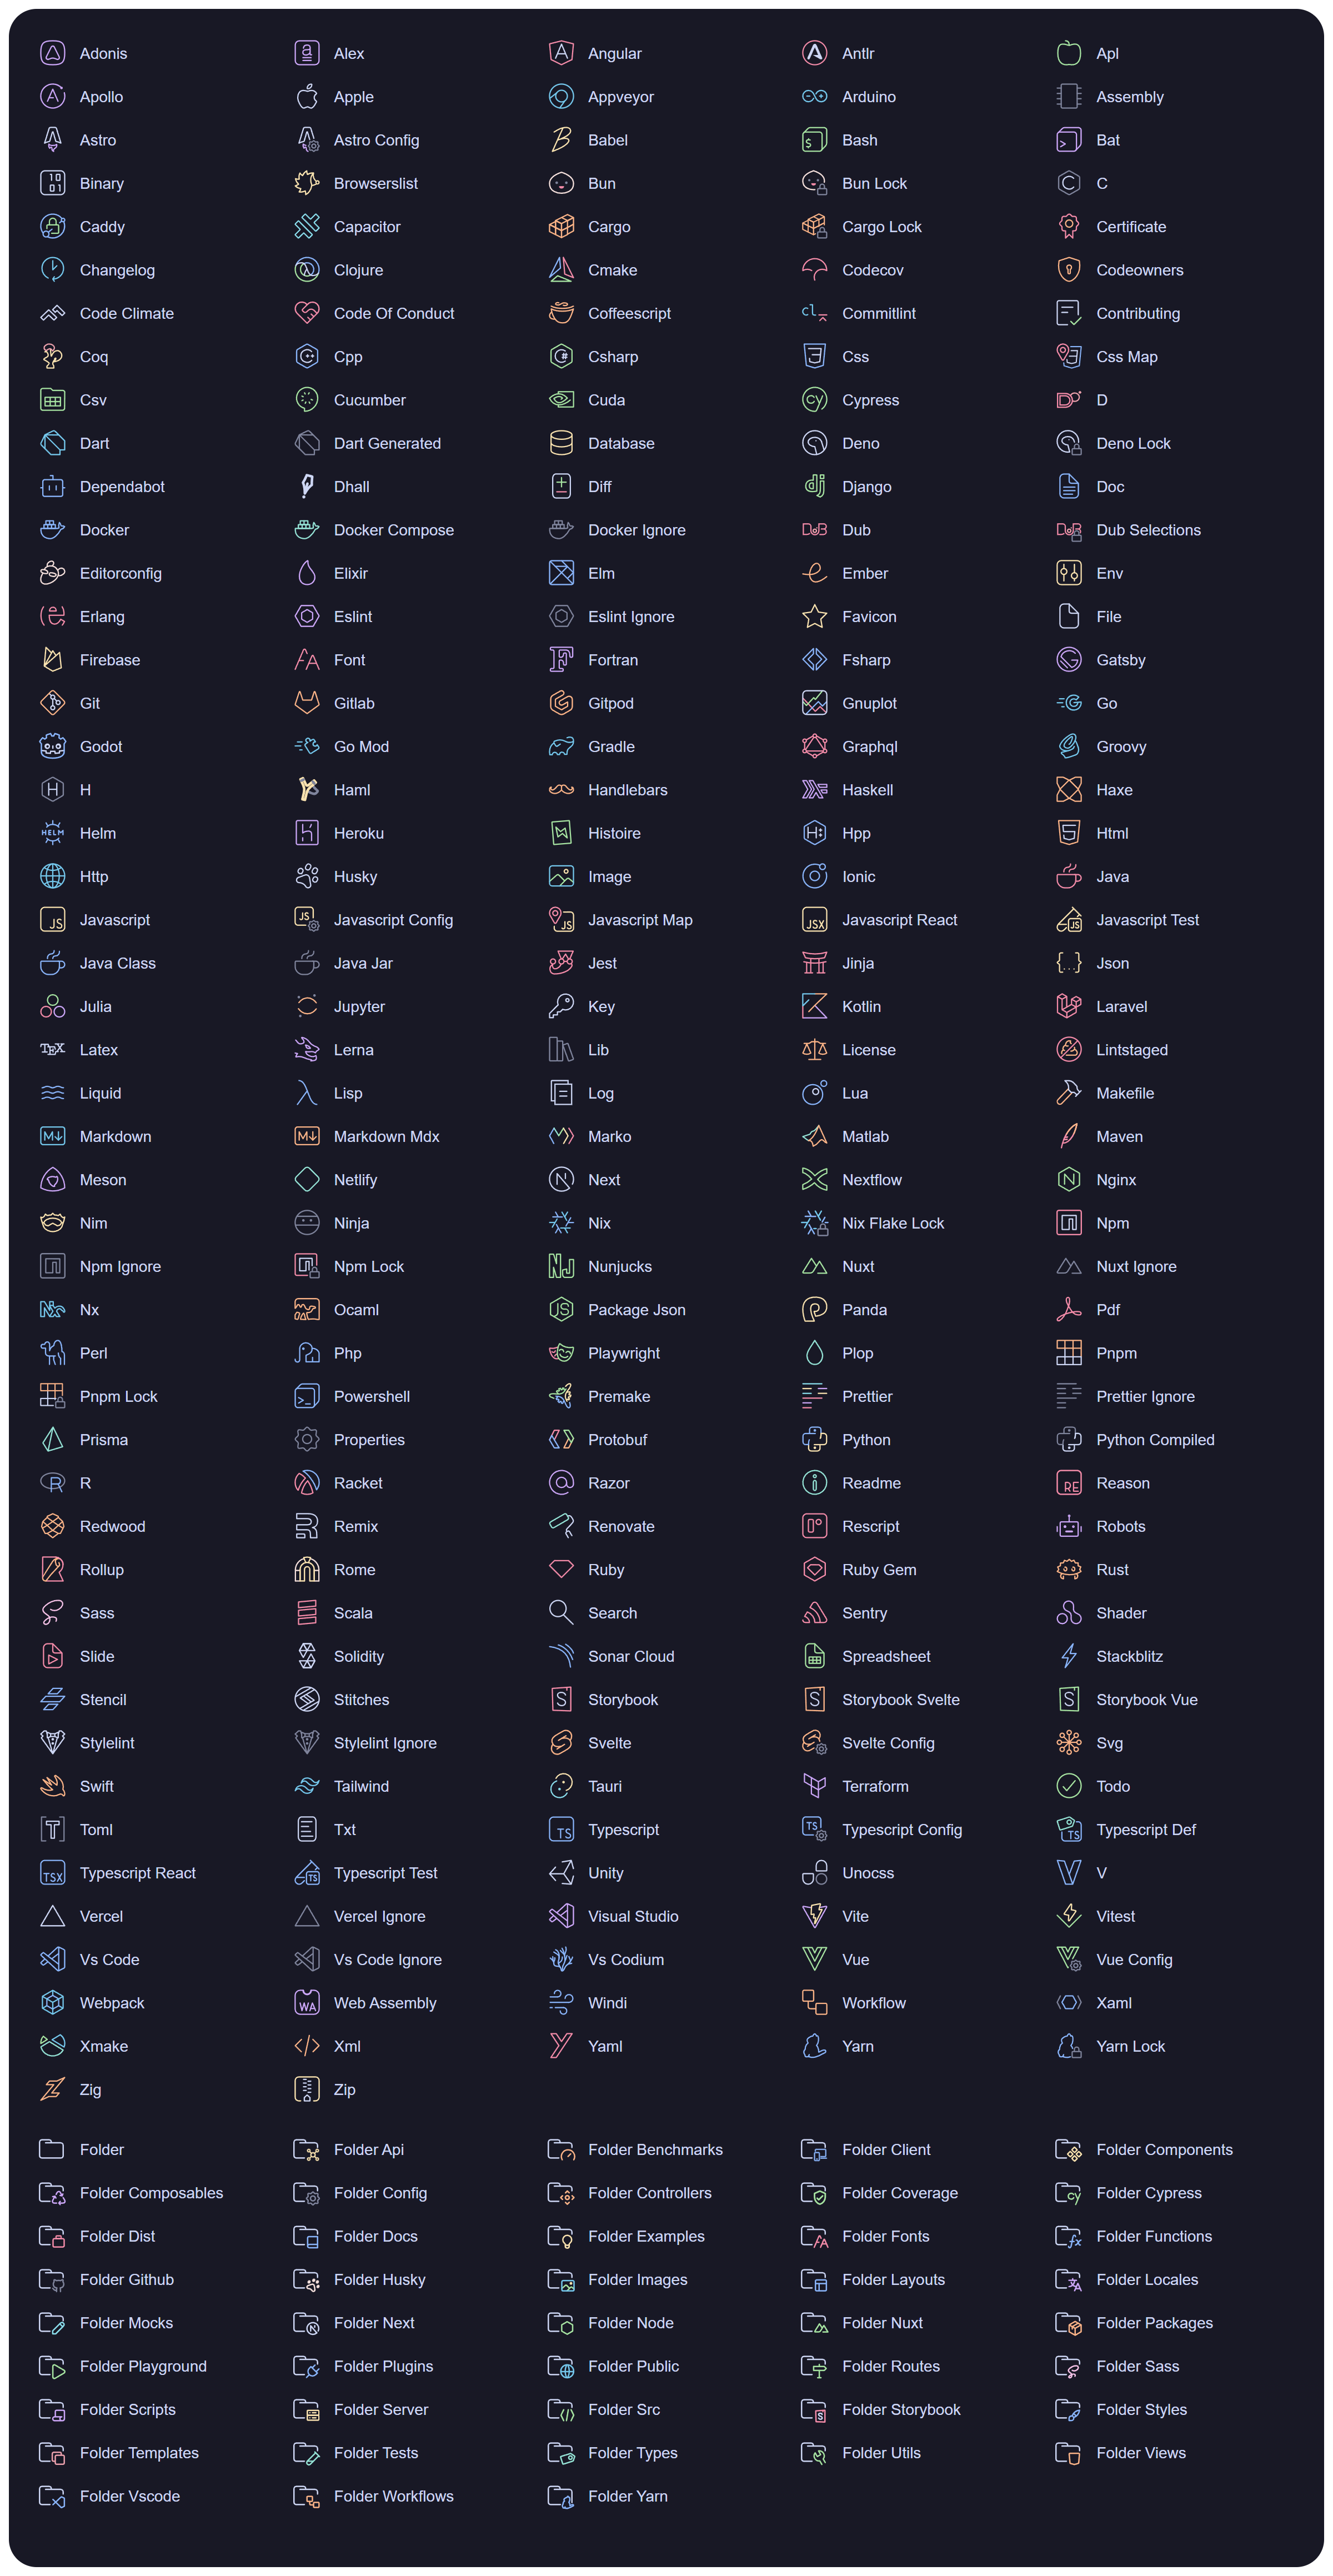 Adonis Alex Angular Antlr Apl
Apollo Apple Appveyor Arduino Assembly
Astro Astro Config Babel Bash Bat
Binary Browserslist Bun Bun Lock C
Caddy Capacitor Cargo Cargo Lock Certificate
Changelog Clojure Cmake Codecov Codeowners
Code Climate Code Of Conduct Coffeescript Commitlint Contributing
Coq Cpp Csharp Css Css Map
Csv Cucumber Cuda Cypress D
Dart Dart Generated Database Deno Deno Lock
Dependabot Dhall Diff Django Doc
Docker Docker Compose Docker Ignore Dub Dub Selections
Editorconfig Elixir Elm Ember Env
Erlang Eslint Eslint Ignore Favicon File
Firebase Font Fortran Fsharp Gatsby
Git Gitlab Gitpod Gnuplot Go
Godot Go Mod Gradle Graphql Groovy
H Haml Handlebars Haskell Haxe
Helm Heroku Histoire Hpp Html
Http Husky Image Ionic Java
Javascript Javascript Config Javascript Map Javascript React Javascript Test
Java Class Java Jar Jest Jinja Json
Julia Jupyter Key Kotlin Laravel
Latex Lerna Lib License Lintstaged
Liquid Lisp Log Lua Makefile
Markdown Markdown Mdx Marko Matlab Maven
Meson Netlify Next Nextflow Nginx
Nim Ninja Nix Nix Flake Lock Npm
Npm Ignore Npm Lock Nunjucks Nuxt Nuxt Ignore
Nx Ocaml Package Json Panda Pdf
Perl Php Playwright Plop Pnpm
Pnpm Lock Powershell Premake Prettier Prettier Ignore
Prisma Properties Protobuf Python Python Compiled
R Racket Razor Readme Reason
Redwood Remix Renovate Rescript Robots
Rollup Rome Ruby Ruby Gem Rust
Sass Scala Search Sentry Shader
Slide Solidity Sonar Cloud Spreadsheet Stackblitz
Stencil Stitches Storybook Storybook Svelte Storybook Vue
Stylelint Stylelint Ignore Svelte Svelte Config Svg
Swift Tailwind Tauri Terraform Todo
Toml Txt Typescript Typescript Config Typescript Def
Typescript React Typescript Test Unity Unocss V
Vercel Vercel Ignore Visual Studio Vite Vitest
Vs Code Vs Code Ignore Vs Codium Vue Vue Config
Webpack Web Assembly Windi Workflow Xaml
Xmake Xml Yaml Yarn Yarn Lock
Zig Zip
Folder Folder Api Folder Benchmarks Folder Client Folder Components
Folder Composables Folder Config Folder Controllers Folder Coverage Folder Cypress
Folder Dist Folder Docs Folder Examples Folder Fonts Folder Functions
Folder Github Folder Husky Folder Images Folder Layouts Folder Locales
Folder Mocks Folder Next Folder Node Folder Nuxt Folder Packages
Folder Playground Folder Plugins Folder Public Folder Routes Folder Sass
Folder Scripts Folder Server Folder Src Folder Storybook Folder Styles
Folder Templates Folder Tests Folder Types Folder Utils Folder Views
Folder Vscode Folder Workflows Folder Yarn